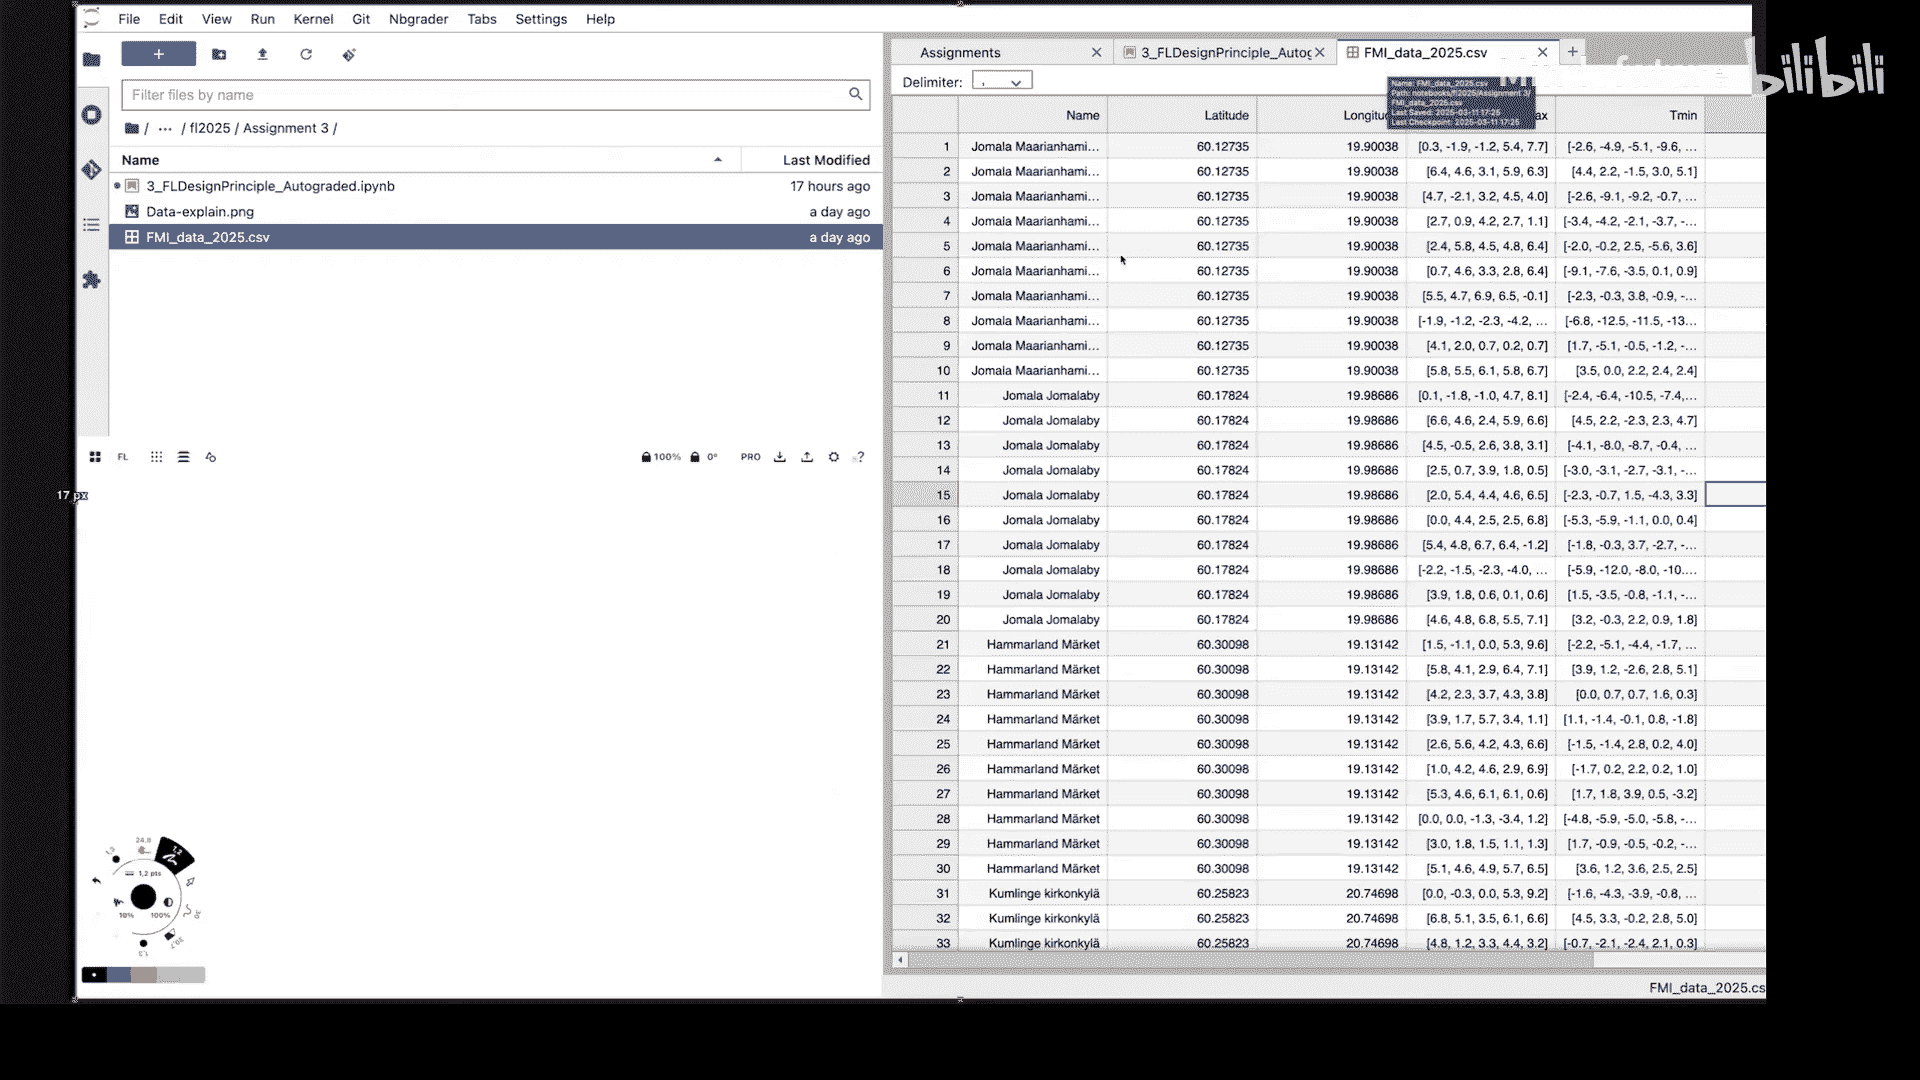 File Edit View Run Kernel Git Nbgrader Tabs Settings Help
Assignments
3_FLDesignPrinciple_Autog
FMI_data_2025.csv
bilibili
Filter files by name
/ ... / fl2025 / Assignment 3 /
Name Last Modified
3_FLDesignPrinciple_Autograded.ipynb 17 hours ago
Data-explain.png a day ago
FMI_data_2025.csv a day ago
FL
100%
0°
PRO
?
17 px
24,8
1,2
1,2 pts
10% 100%
Delimiter: ,
Name: FMI_data_2025.csv
Path: notebooks/fl2025/Assignment 3/
FMI_data_2025.csv
Last Saved: 2025-03-11 17:25
Last Checkpoint: 2025-03-11 17:25
Name Latitude Longitu ax Tmin
1 Jomala Maarianhami... 60.12735 19.90038 [0.3, -1.9, -1.2, 5.4, 7.7] [-2.6, -4.9, -5.1, -9.6, ...
2 Jomala Maarianhami... 60.12735 19.90038 [6.4, 4.6, 3.1, 5.9, 6.3] [4.4, 2.2, -1.5, 3.0, 5.1]
3 Jomala Maarianhami... 60.12735 19.90038 [4.7, -2.1, 3.2, 4.5, 4.0] [-2.6, -9.1, -9.2, -0.7, ...
4 Jomala Maarianhami... 60.12735 19.90038 [2.7, 0.9, 4.2, 2.7, 1.1] [-3.4, -4.2, -2.1, -3.7, -...
5 Jomala Maarianhami... 60.12735 19.90038 [2.4, 5.8, 4.5, 4.8, 6.4] [-2.0, -0.2, 2.5, -5.6, 3.6]
6 Jomala Maarianhami... 60.12735 19.90038 [0.7, 4.6, 3.3, 2.8, 6.4] [-9.1, -7.6, -3.5, 0.1, 0.9]
7 Jomala Maarianhami... 60.12735 19.90038 [5.5, 4.7, 6.9, 6.5, -0.1] [-2.3, -0.3, 3.8, -0.9, -...
8 Jomala Maarianhami... 60.12735 19.90038 [-1.9, -1.2, -2.3, -4.2, ... [-6.8, -12.5, -11.5, -13...
9 Jomala Maarianhami... 60.12735 19.90038 [4.1, 2.0, 0.7, 0.2, 0.7] [1.7, -5.1, -0.5, -1.2, -...
10 Jomala Maarianhami... 60.12735 19.90038 [5.8, 5.5, 6.1, 5.8, 6.7] [3.5, 0.0, 2.2, 2.4, 2.4]
11 Jomala Jomalaby 60.17824 19.98686 [0.1, -1.8, -1.0, 4.7, 8.1] [-2.4, -6.4, -10.5, -7.4,...
12 Jomala Jomalaby 60.17824 19.98686 [6.6, 4.6, 2.4, 5.9, 6.6] [4.5, 2.2, -2.3, 2.3, 4.7]
13 Jomala Jomalaby 60.17824 19.98686 [4.5, -0.5, 2.6, 3.8, 3.1] [-4.1, -8.0, -8.7, -0.4, ...
14 Jomala Jomalaby 60.17824 19.98686 [2.5, 0.7, 3.9, 1.8, 0.5] [-3.0, -3.1, -2.7, -3.1, -...
15 Jomala Jomalaby 60.17824 19.98686 [2.0, 5.4, 4.4, 4.6, 6.5] [-2.3, -0.7, 1.5, -4.3, 3.3]
16 Jomala Jomalaby 60.17824 19.98686 [0.0, 4.4, 2.5, 2.5, 6.8] [-5.3, -5.9, -1.1, 0.0, 0.4]
17 Jomala Jomalaby 60.17824 19.98686 [5.4, 4.8, 6.7, 6.4, -1.2] [-1.8, -0.3, 3.7, -2.7, -...
18 Jomala Jomalaby 60.17824 19.98686 [-2.2, -1.5, -2.3, -4.0, ... [-5.9, -12.0, -8.0, -10....
19 Jomala Jomalaby 60.17824 19.98686 [3.9, 1.8, 0.6, 0.1, 0.6] [1.5, -3.5, -0.8, -1.1, -...
20 Jomala Jomalaby 60.17824 19.98686 [4.6, 4.8, 6.8, 5.5, 7.1] [3.2, -0.3, 2.2, 0.9, 1.8]
21 Hammarland Märket 60.30098 19.13142 [1.5, -1.1, 0.0, 5.3, 9.6] [-2.2, -5.1, -4.4, -1.7, ...
22 Hammarland Märket 60.30098 19.13142 [5.8, 4.1, 2.9, 6.4, 7.1] [3.9, 1.2, -2.6, 2.8, 5.1]
23 Hammarland Märket 60.30098 19.13142 [4.2, 2.3, 3.7, 4.3, 3.8] [0.0, 0.7, 0.7, 1.6, 0.3]
24 Hammarland Märket 60.30098 19.13142 [3.9, 1.7, 5.7, 3.4, 1.1] [1.1, -1.4, -0.1, 0.8, -1.8]
25 Hammarland Märket 60.30098 19.13142 [2.6, 5.6, 4.2, 4.3, 6.6] [-1.5, -1.4, 2.8, 0.2, 4.0]
26 Hammarland Märket 60.30098 19.13142 [1.0, 4.2, 4.6, 2.9, 6.9] [-1.7, 0.2, 2.2, 0.2, 1.0]
27 Hammarland Märket 60.30098 19.13142 [5.3, 4.6, 6.1, 6.1, 0.6] [1.7, 1.8, 3.9, 0.5, -3.2]
28 Hammarland Märket 60.30098 19.13142 [0.0, 0.0, -1.3, -3.4, 1.2] [-4.8, -5.9, -5.0, -5.8, -...
29 Hammarland Märket 60.30098 19.13142 [3.0, 1.8, 1.5, 1.1, 1.3] [1.7, -0.9, -0.5, -0.2, -...
30 Hammarland Märket 60.30098 19.13142 [5.1, 4.6, 4.9, 5.7, 6.5] [3.6, 1.2, 3.6, 2.5, 2.5]
31 Kumlinge kirkonkylä 60.25823 20.74698 [0.0, -0.3, 0.0, 5.3, 9.2] [-1.6, -4.3, -3.9, -0.8, ...
32 Kumlinge kirkonkylä 60.25823 20.74698 [6.8, 5.1, 3.5, 6.1, 6.6] [4.5, 3.3, -0.2, 2.8, 5.0]
33 Kumlinge kirkonkylä 60.25823 20.74698 [4.8, 1.2, 3.3, 4.4, 3.2] [-0.7, -2.1, -2.4, 2.1, 0.3]
FMI_data_2025.cs